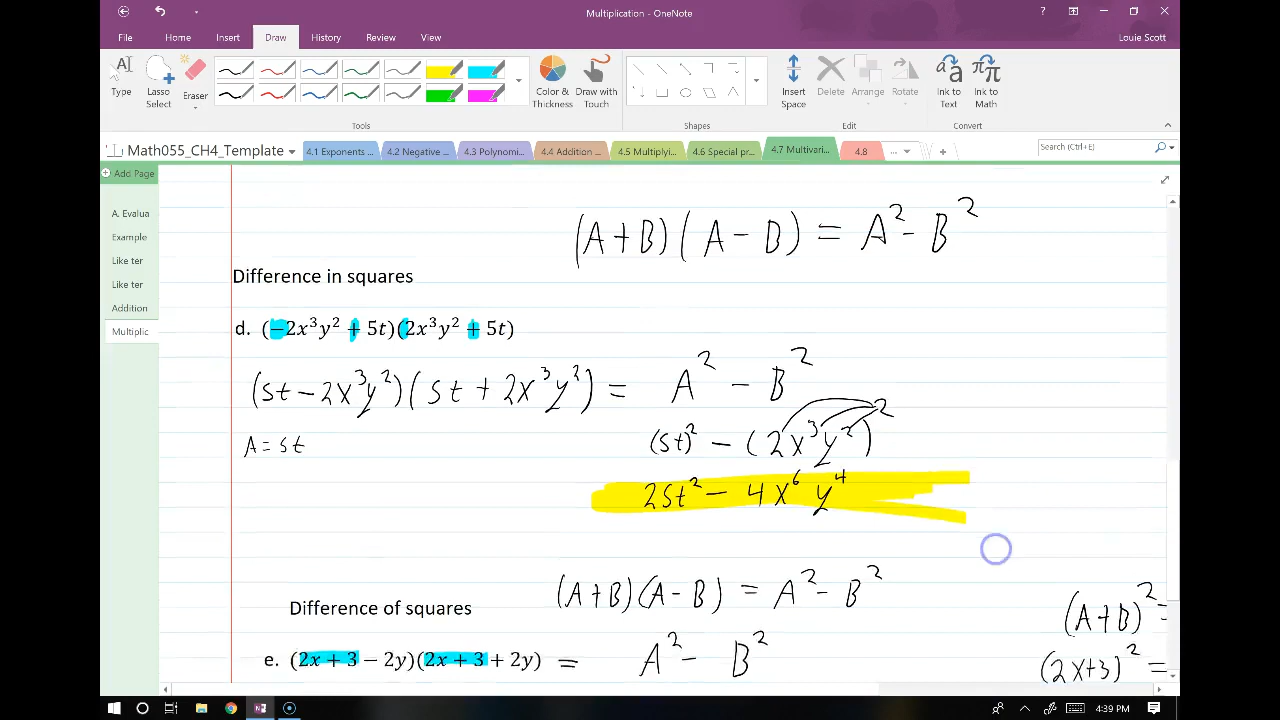 Multiplication - OneNote
?
Louie Scott
File Home Insert Draw History Review View
Type
Lasso Select
Eraser
Color & Thickness
Draw with Touch
Insert Space
Delete
Arrange
Rotate
Ink to Text
Ink to Math
Tools
Shapes
Edit
Convert
Math055_CH4_Template
4.1 Exponents ...
4.2 Negative ...
4.3 Polynomi...
4.4 Addition ...
4.5 Multiplyi...
4.6 Special pr...
4.7 Multivari...
4.8
...
Search (Ctrl+E)
Add Page
A. Evalua
Example
Like ter
Like ter
Addition
Multiplic
(A+B)(A-B) = A² - B²
Difference in squares
d. (−2x³y² + 5t)(2x³y² + 5t)
(5t - 2x³y²)(5t + 2x³y²) = A² - B²
A = 5t (5t)² - (2x³y²)²
25t² - 4x⁶y⁴
(A+B)(A-B) = A² - B²
Difference of squares
(A+B)² =
e. (2x + 3 − 2y)(2x + 3 + 2y) = A² - B²
(2x+3)² =
4:39 PM